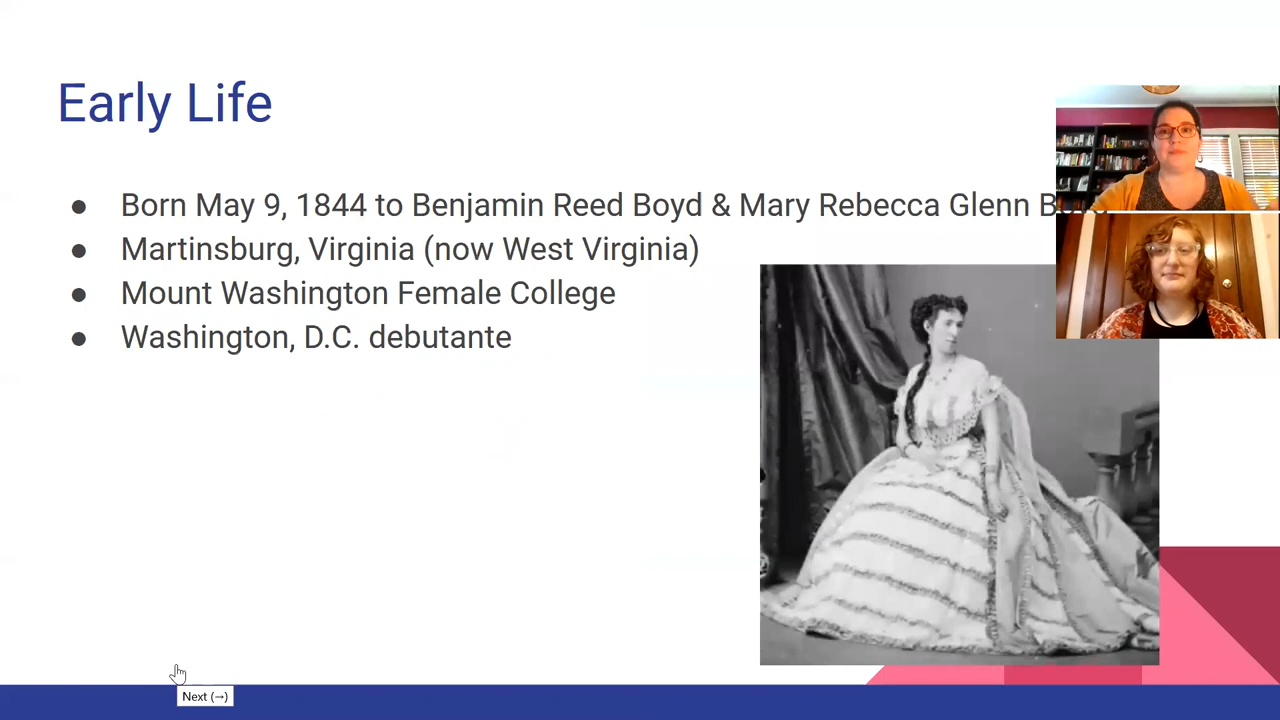 Early Life
● Born May 9, 1844 to Benjamin Reed Boyd & Mary Rebecca Glenn
● Martinsburg, Virginia (now West Virginia)
● Mount Washington Female College
● Washington, D.C. debutante
Next (→)